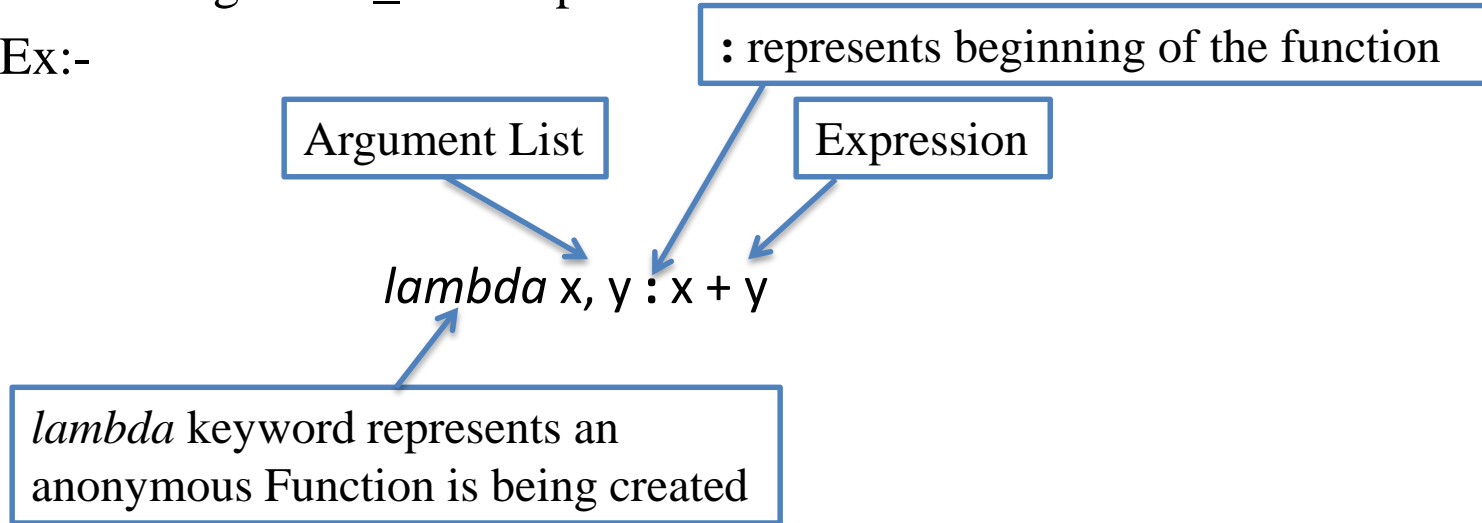 Ex:-
: represents beginning of the function
Argument List
Expression
lambda x, y : x + y
lambda keyword represents an
anonymous Function is being created